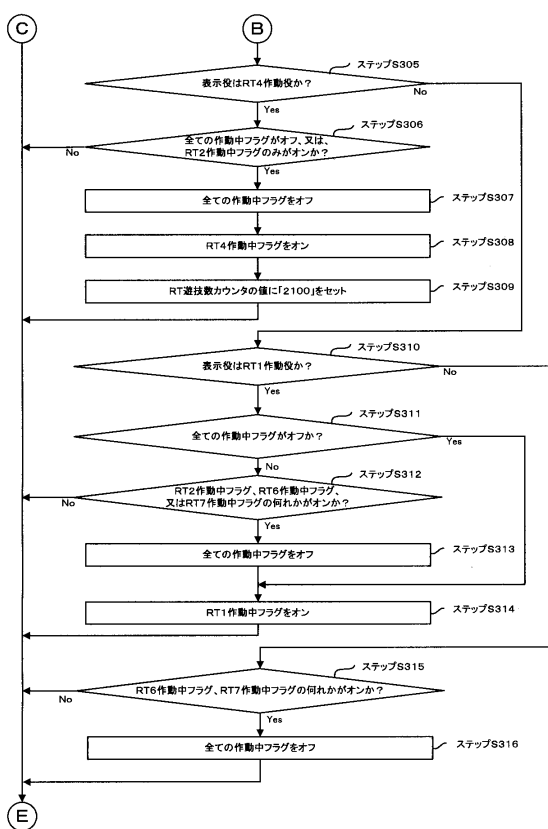 C
B
ステップS305
表示役はRT4作動役か?
No
Yes
ステップS306
全ての作動中フラグがオフ、又は、
RT2作動中フラグのみがオンか?
No
Yes
全ての作動中フラグをオフ
ステップS307
RT4作動中フラグをオン
ステップS308
RT遊技数カウンタの値に「2100」をセット
ステップS309
ステップS310
表示役はRT1作動役か?
No
Yes
ステップS311
全ての作動中フラグがオフか?
Yes
No
ステップS312
RT2作動中フラグ、RT6作動中フラグ、
又はRT7作動中フラグの何れかがオンか?
No
Yes
全ての作動中フラグをオフ
ステップS313
RT1作動中フラグをオン
ステップS314
ステップS315
RT6作動中フラグ、RT7作動中フラグの何れかがオンか?
No
Yes
全ての作動中フラグをオフ
ステップS316
E